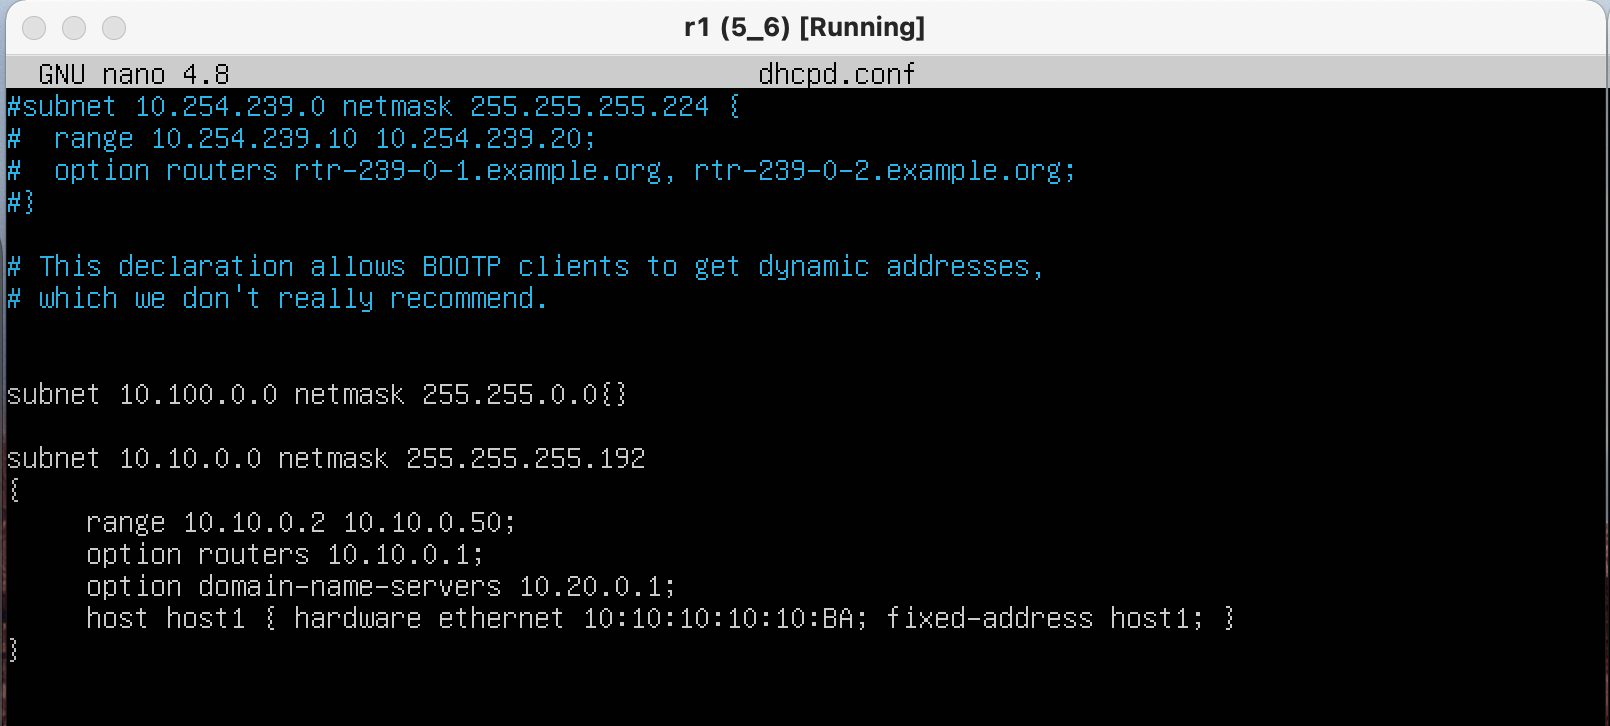 r1 (5_6) [Running]
GNU nano 4.8 dhcpd.conf
#subnet 10.254.239.0 netmask 255.255.255.224 {
#  range 10.254.239.10 10.254.239.20;
#  option routers rtr-239-0-1.example.org, rtr-239-0-2.example.org;
#}
# This declaration allows BOOTP clients to get dynamic addresses,
# which we don't really recommend.
subnet 10.100.0.0 netmask 255.255.0.0{}
subnet 10.10.0.0 netmask 255.255.255.192
{
     range 10.10.0.2 10.10.0.50;
     option routers 10.10.0.1;
     option domain-name-servers 10.20.0.1;
     host host1 { hardware ethernet 10:10:10:10:10:BA; fixed-address host1; }
}